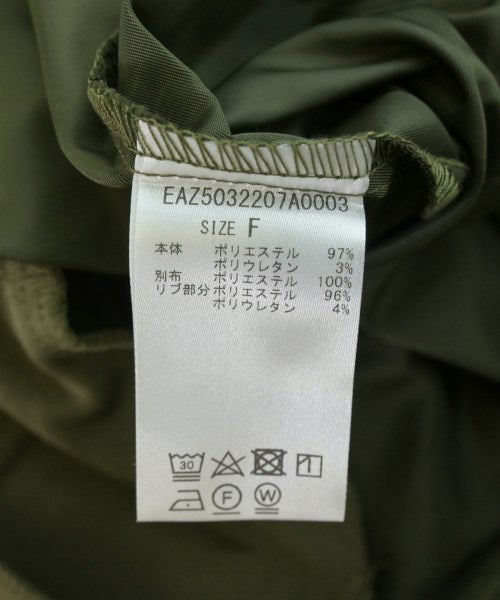 EAZ5032207A0003
SIZE F
本体 ポリエステル 97%
ポリウレタン 3%
別布 ポリエステル 100%
リブ部分 ポリエステル 96%
ポリウレタン 4%
30
F W